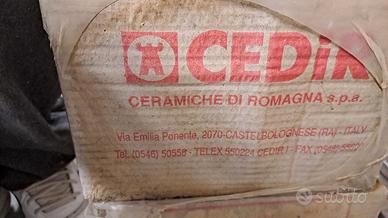 CEDiR
CERAMICHE DI ROMAGNA s.p.a.
Via Emilia Ponente, 2070-CASTELBOLOGNESE (RA) - ITALY
Tel. (0546) 50558 - TELEX 550224 CEDIR I - FAX (0546)
subito